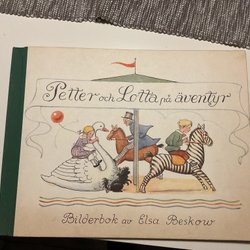 Petter och Lotta på äventyr
Bilderbok av Elsa Beskow